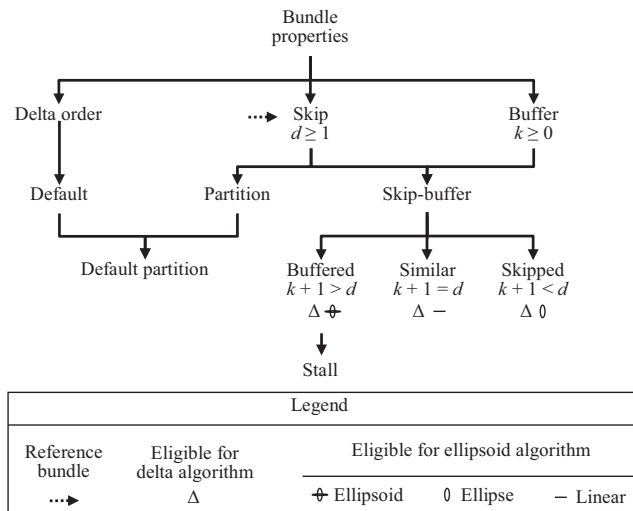 Bundle
properties
Delta order
Skip
d ≥ 1
Buffer
k ≥ 0
Default
Partition
Skip-buffer
Default partition
Buffered
k + 1 > d
Δ
Similar
k + 1 = d
Δ
Skipped
k + 1 < d
Δ
Stall
Legend
Reference
bundle
Eligible for
delta algorithm
Δ
Eligible for ellipsoid algorithm
Ellipsoid
Ellipse
Linear